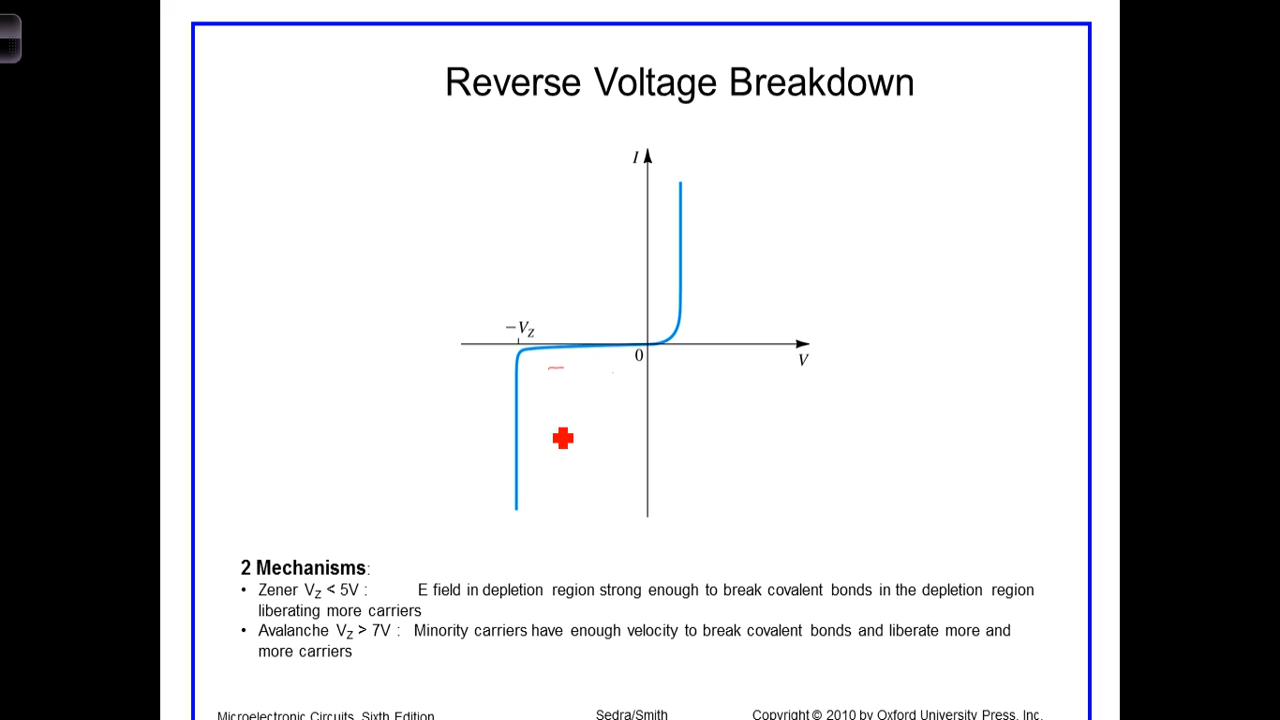 Reverse Voltage Breakdown
I
−VZ
0
V
2 Mechanisms:
• Zener VZ < 5V : E field in depletion region strong enough to break covalent bonds in the depletion region
liberating more carriers
• Avalanche VZ > 7V : Minority carriers have enough velocity to break covalent bonds and liberate more and
more carriers
Microelectronic Circuits, Sixth Edition Sedra/Smith Copyright © 2010 by Oxford University Press, Inc.